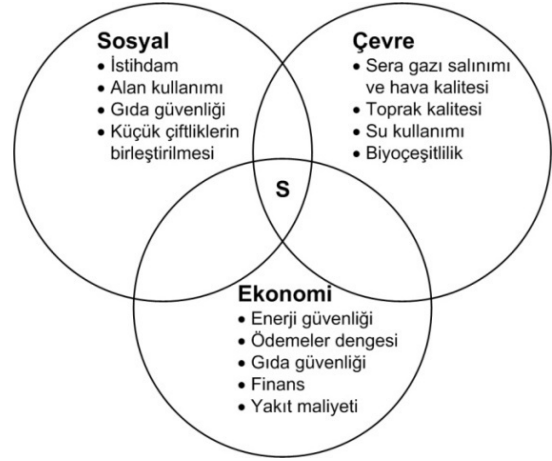 Sosyal
• İstihdam
• Alan kullanımı
• Gıda güvenliği
• Küçük çiftliklerin
birleştirilmesi
Çevre
• Sera gazı salınımı
ve hava kalitesi
• Toprak kalitesi
• Su kullanımı
• Biyoçeşitlilik
S
Ekonomi
• Enerji güvenliği
• Ödemeler dengesi
• Gıda güvenliği
• Finans
• Yakıt maliyeti